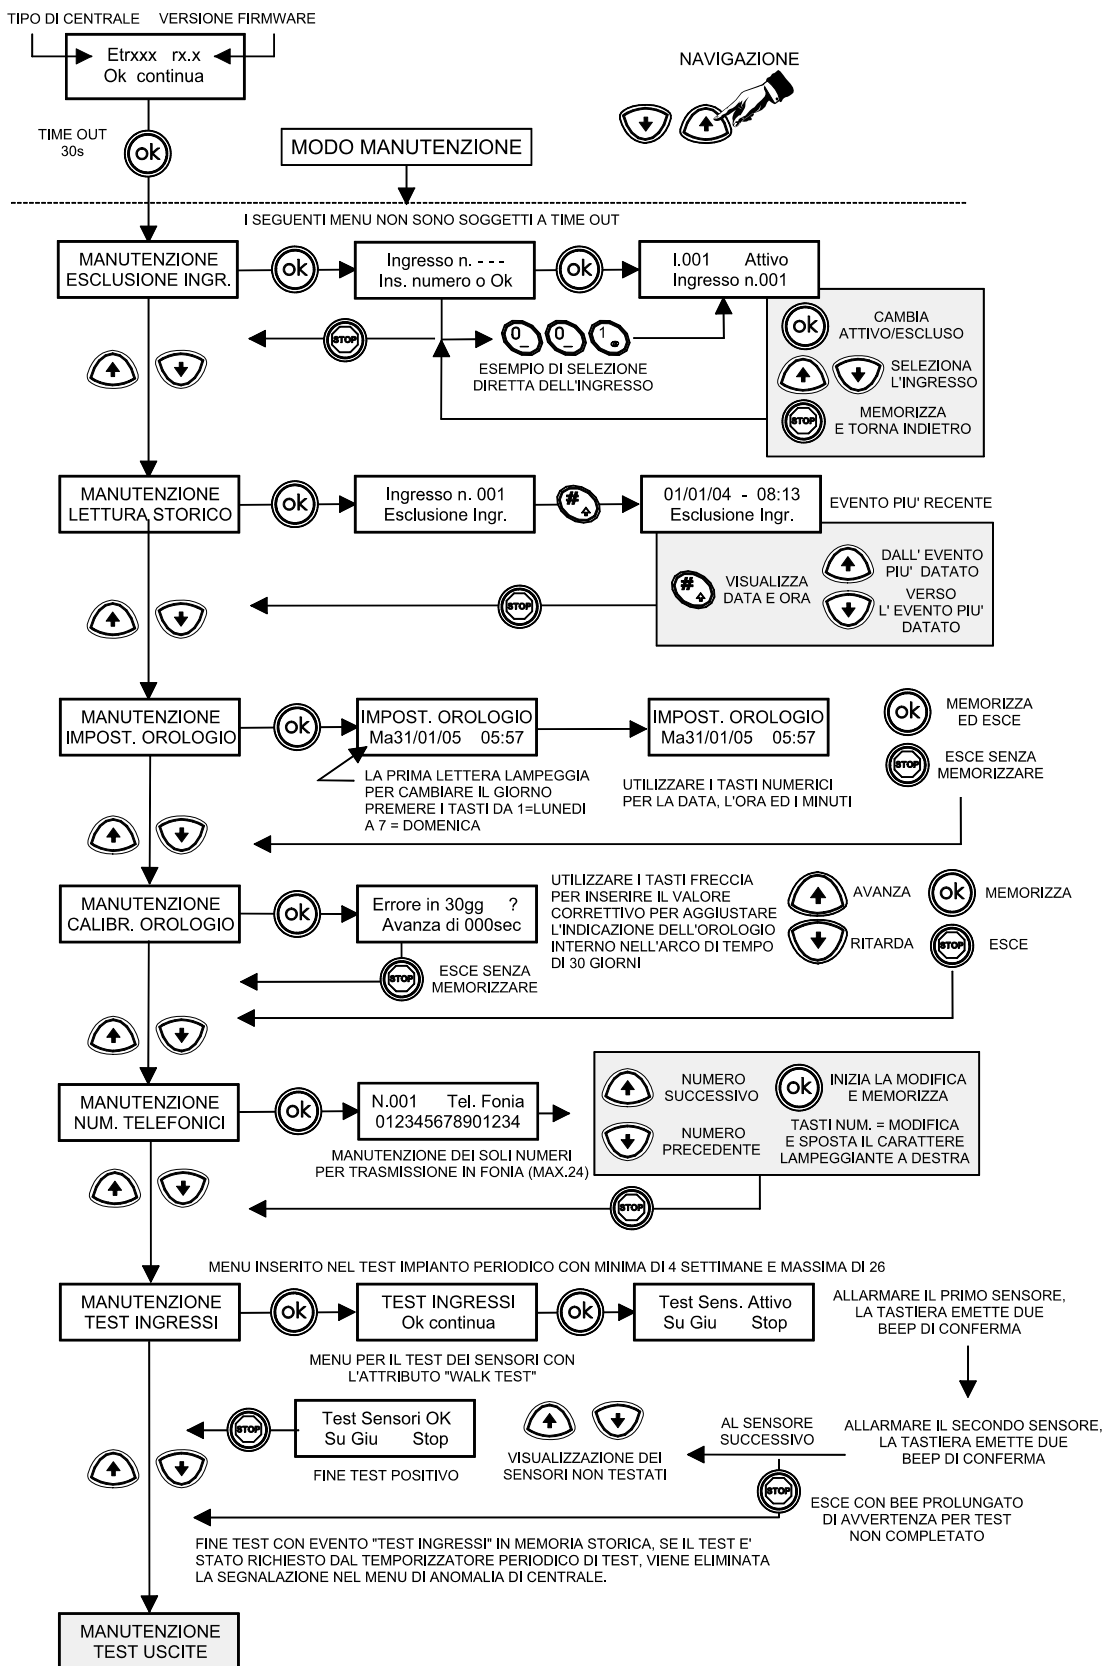 TIPO DI CENTRALE   VERSIONE FIRMWARE
Etrxxx  rx.x
Ok  continua
NAVIGAZIONE
TIME OUT
30s
ok
MODO MANUTENZIONE
I SEGUENTI MENU NON SONO SOGGETTI A TIME OUT
MANUTENZIONE
ESCLUSIONE INGR.
ok
Ingresso n. - - -
Ins. numero o Ok
ok
I.001     Attivo
Ingresso n.001
STOP
0_
0_
1
ESEMPIO DI SELEZIONE
DIRETTA DELL'INGRESSO
ok
CAMBIA
ATTIVO/ESCLUSO
SELEZIONA
L'INGRESSO
STOP
MEMORIZZA
E TORNA INDIETRO
MANUTENZIONE
LETTURA STORICO
ok
Ingresso n. 001
Esclusione Ingr.
#
01/01/04  -  08:13
Esclusione Ingr.
EVENTO PIU' RECENTE
#
VISUALIZZA
DATA E ORA
DALL' EVENTO
PIU' DATATO
VERSO
L' EVENTO PIU'
DATATO
STOP
MANUTENZIONE
IMPOST. OROLOGIO
ok
IMPOST. OROLOGIO
Ma31/01/05    05:57
IMPOST. OROLOGIO
Ma31/01/05    05:57
ok
MEMORIZZA
ED ESCE
STOP
ESCE SENZA
MEMORIZZARE
LA PRIMA LETTERA LAMPEGGIA
PER CAMBIARE IL GIORNO
PREMERE I TASTI DA 1=LUNEDI
A 7 = DOMENICA
UTILIZZARE I TASTI NUMERICI
PER LA DATA, L'ORA ED I MINUTI
MANUTENZIONE
CALIBR. OROLOGIO
ok
Errore in 30gg     ?
Avanza di 000sec
UTILIZZARE I TASTI FRECCIA
PER INSERIRE IL VALORE
CORRETTIVO PER AGGIUSTARE
L'INDICAZIONE DELL'OROLOGIO
INTERNO NELL'ARCO DI TEMPO
DI 30 GIORNI
AVANZA
RITARDA
ok
MEMORIZZA
STOP
ESCE
STOP
ESCE SENZA
MEMORIZZARE
MANUTENZIONE
NUM. TELEFONICI
ok
N.001     Tel. Fonia
012345678901234
MANUTENZIONE DEI SOLI NUMERI
PER TRASMISSIONE IN FONIA (MAX.24)
NUMERO
SUCCESSIVO
NUMERO
PRECEDENTE
ok
INIZIA LA MODIFICA
E MEMORIZZA
TASTI NUM. = MODIFICA
E SPOSTA IL CARATTERE
LAMPEGGIANTE A DESTRA
STOP
MENU INSERITO NEL TEST IMPIANTO PERIODICO CON MINIMA DI 4 SETTIMANE E MASSIMA DI 26
MANUTENZIONE
TEST INGRESSI
ok
TEST INGRESSI
Ok continua
ok
Test Sens. Attivo
Su Giu     Stop
ALLARMARE IL PRIMO SENSORE,
LA TASTIERA EMETTE DUE
BEEP DI CONFERMA
MENU PER IL TEST DEI SENSORI CON
L'ATTRIBUTO "WALK TEST"
STOP
Test Sensori OK
Su Giu     Stop
FINE TEST POSITIVO
VISUALIZZAZIONE DEI
SENSORI NON TESTATI
AL SENSORE
SUCCESSIVO
ALLARMARE IL SECONDO SENSORE,
LA TASTIERA EMETTE DUE
BEEP DI CONFERMA
STOP
ESCE CON BEE PROLUNGATO
DI AVVERTENZA PER TEST
NON COMPLETATO
FINE TEST CON EVENTO "TEST INGRESSI" IN MEMORIA STORICA, SE IL TEST E'
STATO RICHIESTO DAL TEMPORIZZATORE PERIODICO DI TEST, VIENE ELIMINATA
LA SEGNALAZIONE NEL MENU DI ANOMALIA DI CENTRALE.
MANUTENZIONE
TEST USCITE